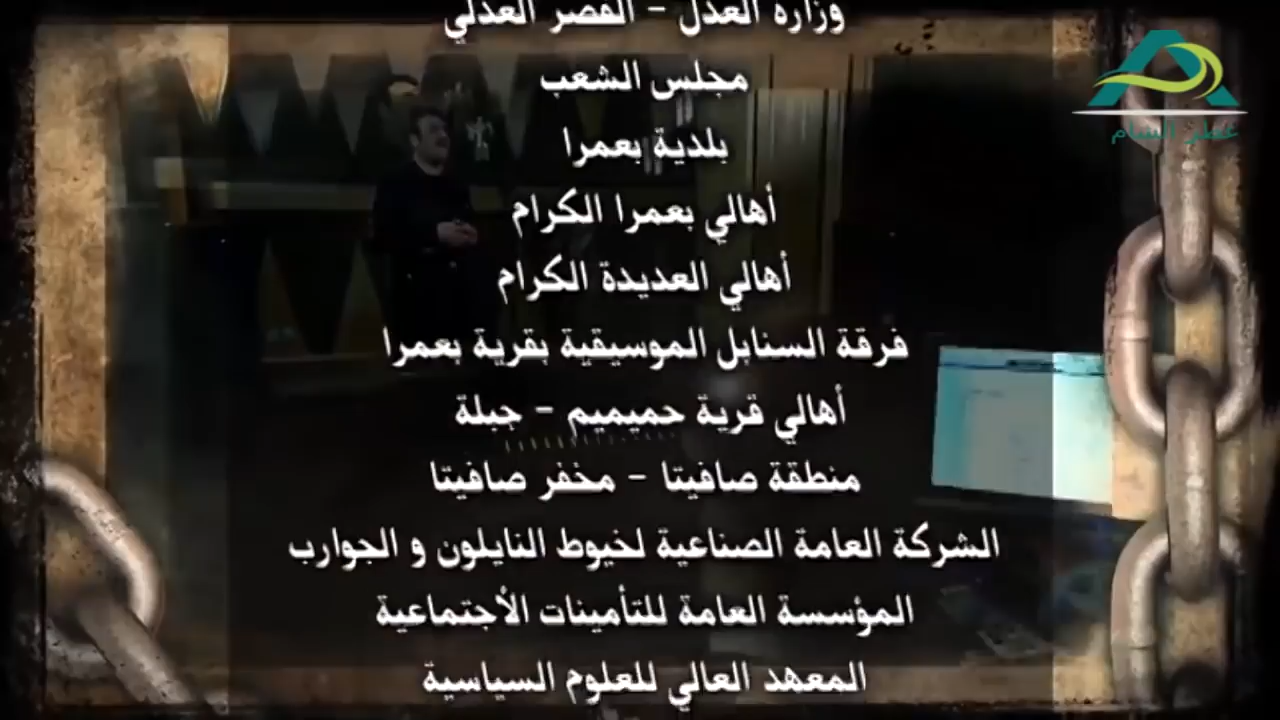 وزارة العدل - القصر العدلي
مجلس الشعب
بلدية بعمرا
أهالي بعمرا الكرام
أهالي العديدة الكرام
فرقة السنابل الموسيقية بقرية بعمرا
أهالي قرية حميميم - جبلة
منطقة صافيتا - مخفر صافيتا
الشركة العامة الصناعية لخيوط النايلون و الجوارب
المؤسسة العامة للتأمينات الأجتماعية
المعهد العالي للعلوم السياسية
عطر الشام